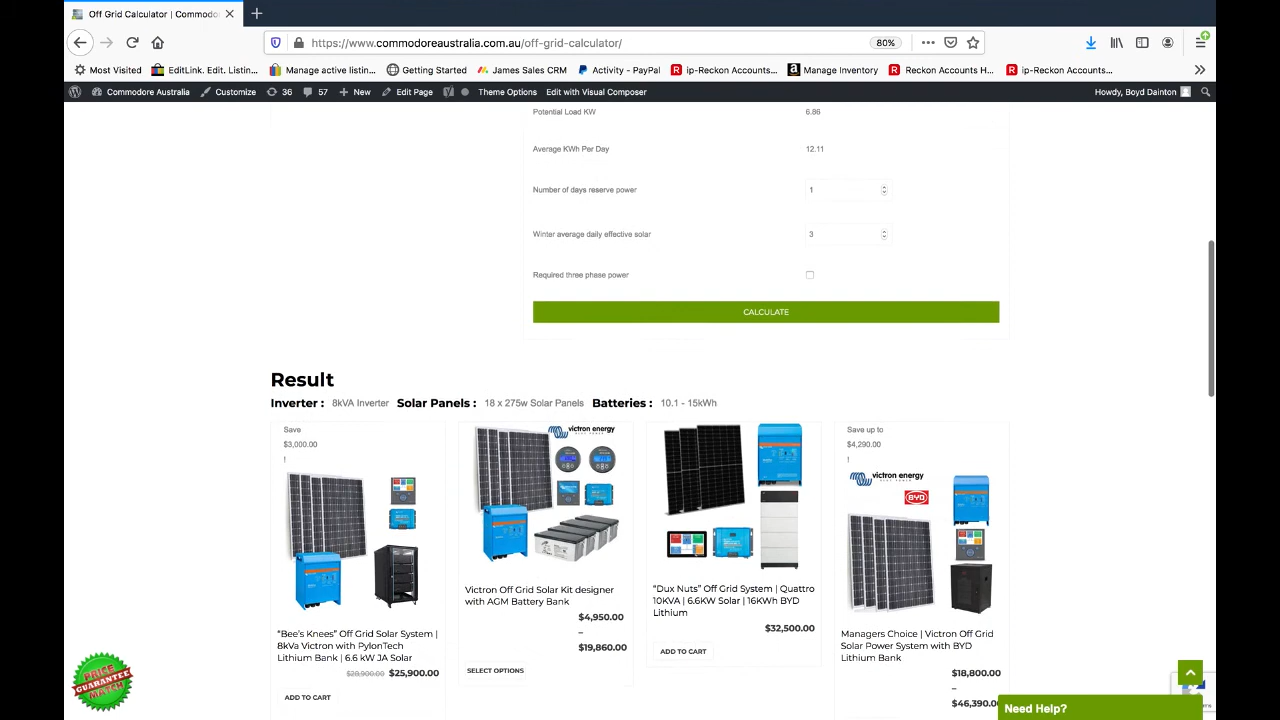 Off Grid Calculator | Commodo
https://www.commodoreaustralia.com.au/off-grid-calculator/
80%
Most Visited
EditLink. Edit. Listin...
Manage active listin...
Getting Started
James Sales CRM
Activity - PayPal
ip-Reckon Accounts...
Manage Inventory
Reckon Accounts H...
ip-Rekcon Accounts...
Commodore Australia
Customize
36
57
New
Edit Page
Theme Options
Edit with Visual Composer
Howdy, Boyd Dainton
Potential Load KW 6.86
Average KWh Per Day 12.11
Number of days reserve power 1
Winter average daily effective solar 3
Required three phase power
CALCULATE
Result
Inverter : 8kVA Inverter Solar Panels : 18 x 275w Solar Panels Batteries : 10.1 - 15kWh
Save
$3,000.00
!
"Bee's Knees" Off Grid Solar System |
8kVa Victron with PylonTech
Lithium Bank | 6.6 kW JA Solar
$28,900.00 $25,900.00
ADD TO CART
victron energy
Victron Off Grid Solar Kit designer
with AGM Battery Bank
$4,950.00
–
$19,860.00
SELECT OPTIONS
"Dux Nuts" Off Grid System | Quattro
10KVA | 6.6KW Solar | 16KWh BYD
Lithium
$32,500.00
ADD TO CART
Save up to
$4,290.00
!
victron energy
BYD
Managers Choice | Victron Off Grid
Solar Power System with BYD
Lithium Bank
$18,800.00
–
$46,390.00
PRICE
GUARANTEE
MATCH
Need Help?